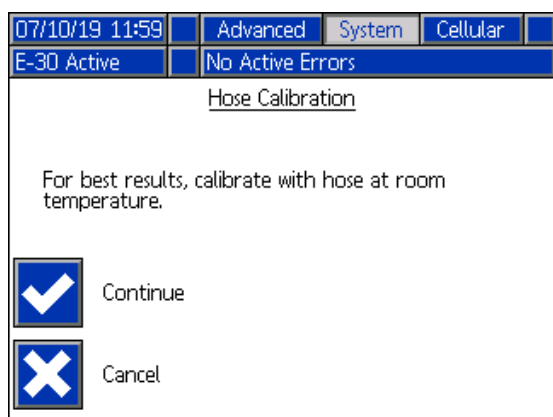 07/10/19 11:59 Advanced System Cellular
E-30 Active No Active Errors
Hose Calibration
For best results, calibrate with hose at room
temperature.
Continue
Cancel